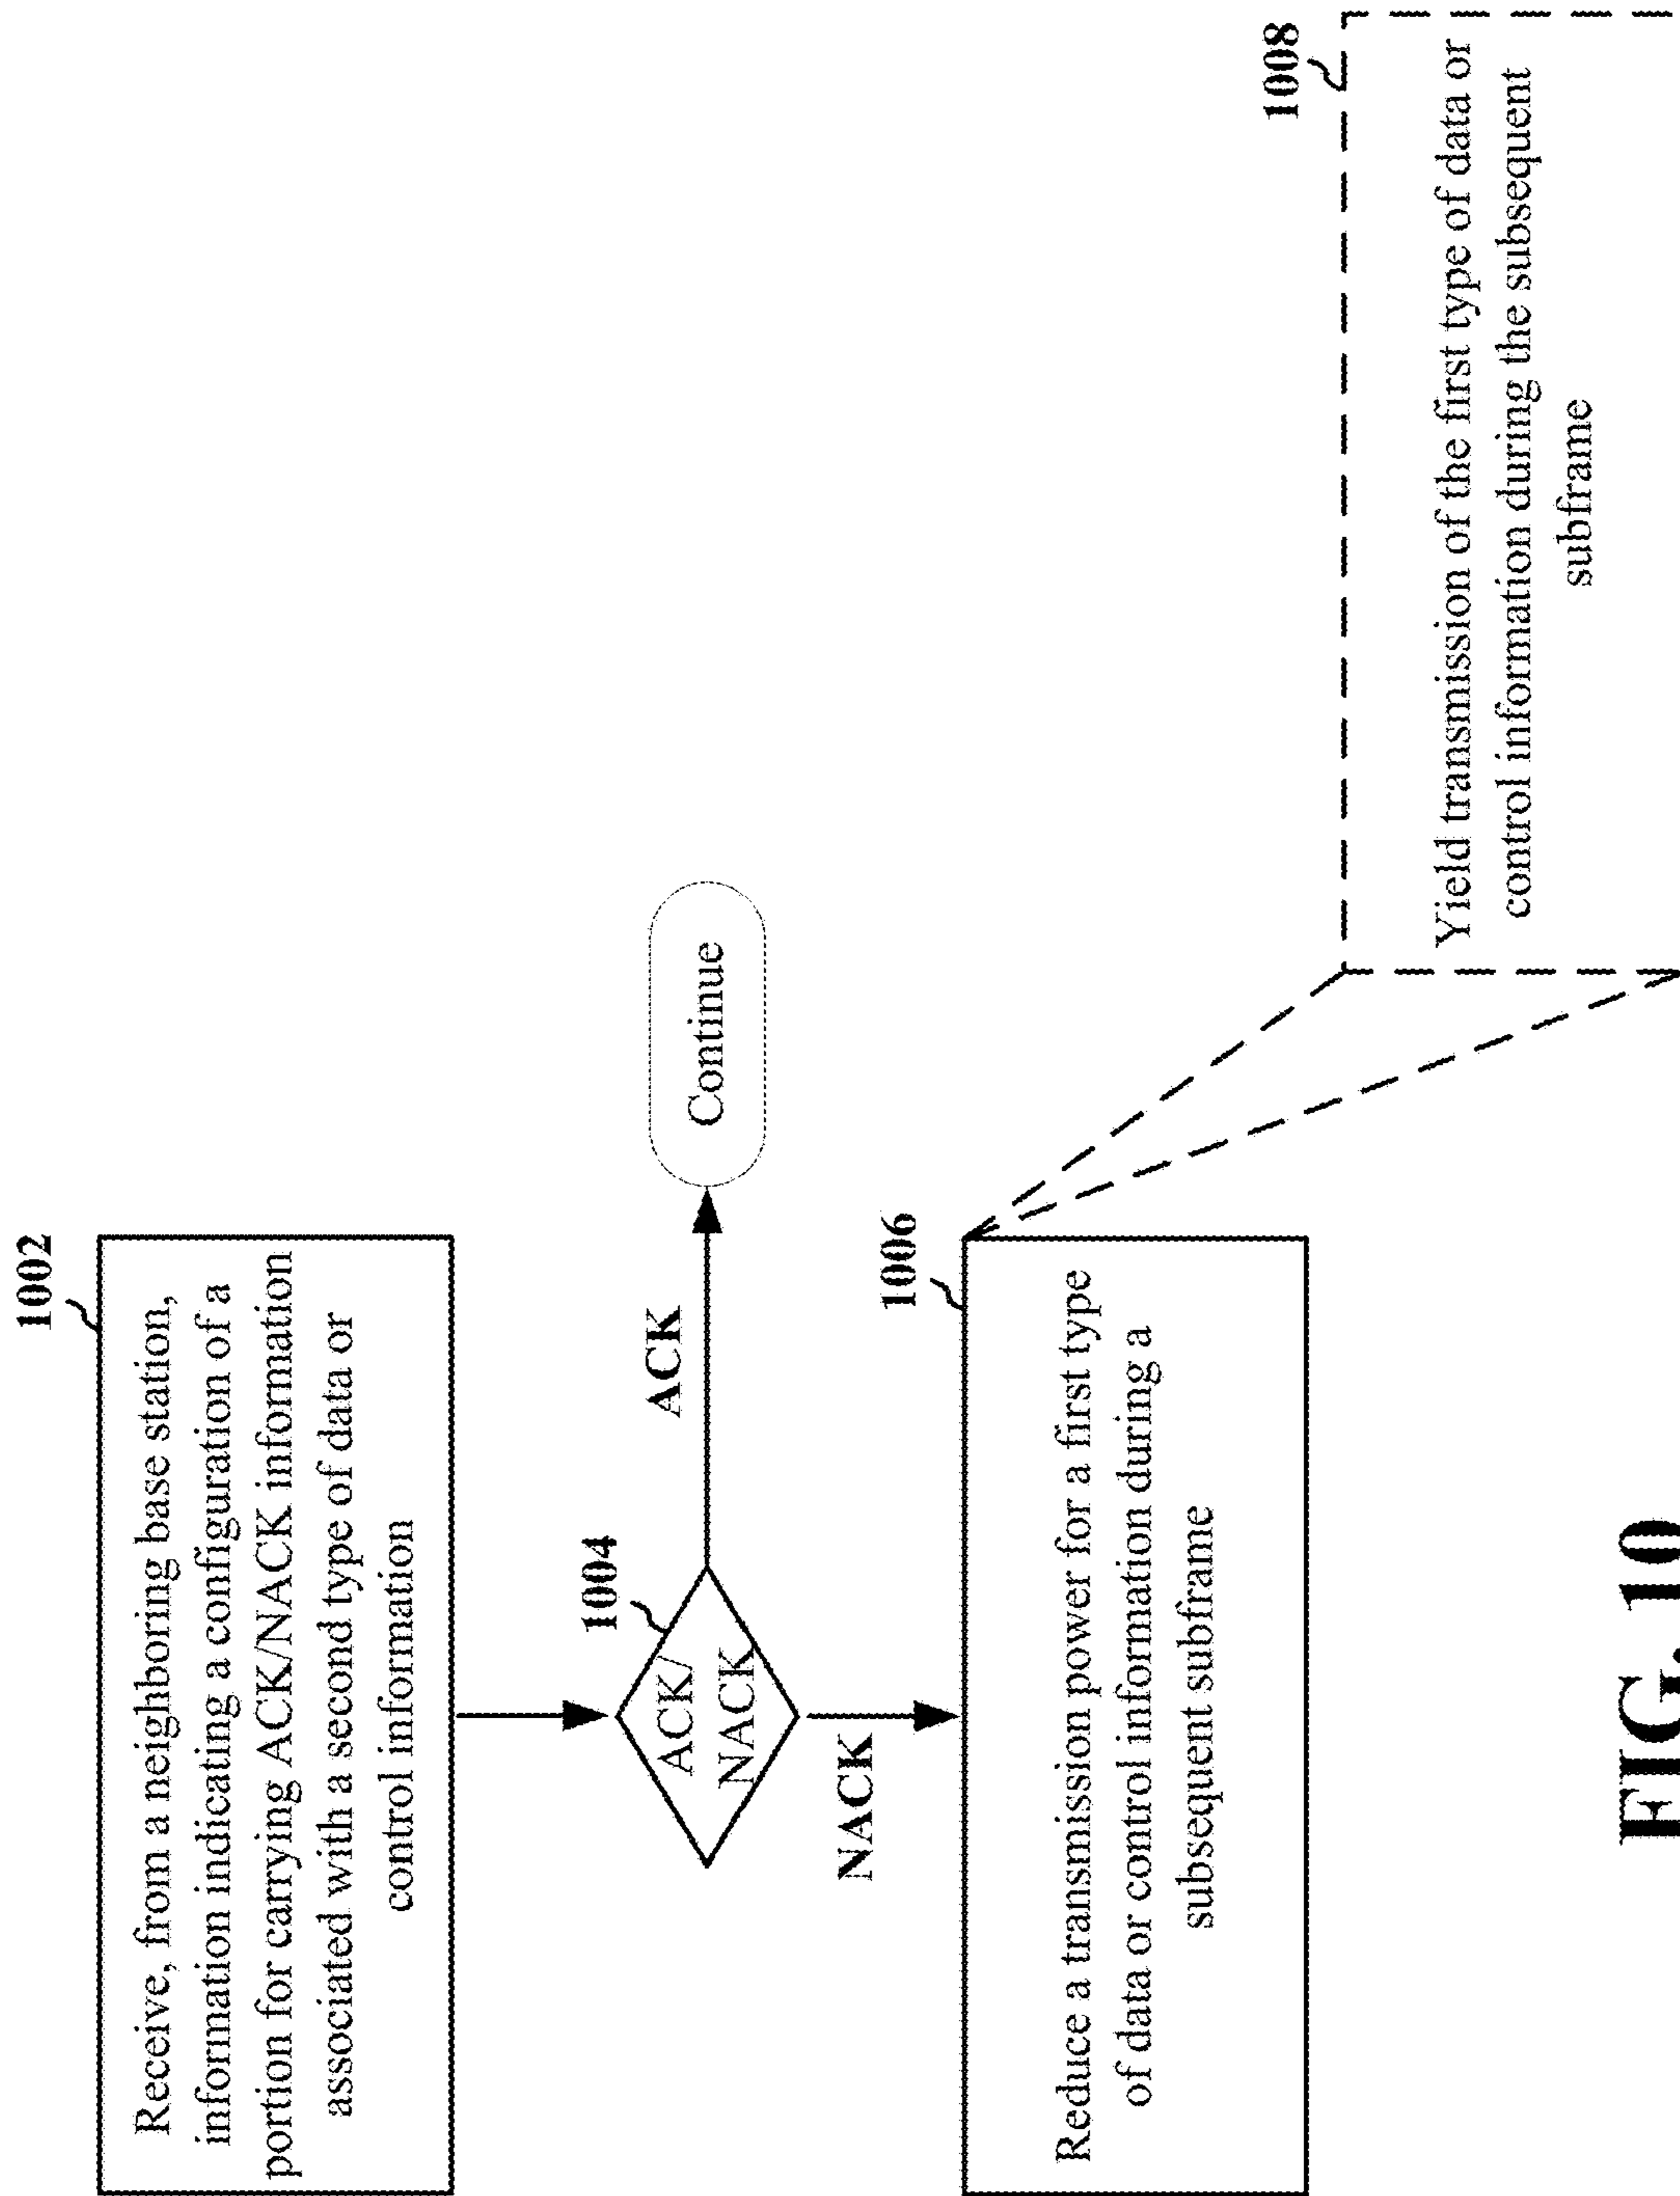 1002
Receive, from a neighboring base station,
information indicating a configuration of a
portion for carrying ACK/NACK information
associated with a second type of data or
control information
1004
ACK/
NACK
ACK
Continue
NACK
1006
Reduce a transmission power for a first type
of data or control information during a
subsequent subframe
1008
Yield transmission of the first type of data or
control information during the subsequent
subframe
FIG. 10